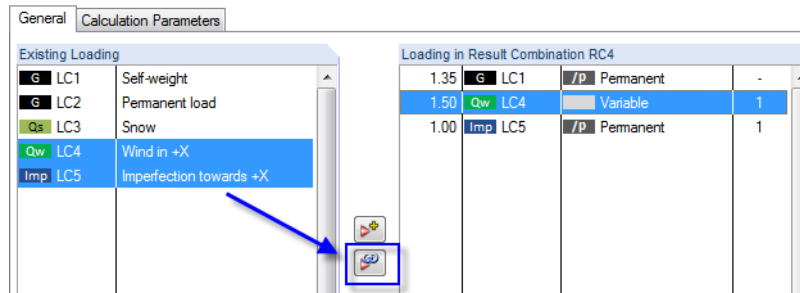 General Calculation Parameters
Existing Loading
G LC1 Self-weight
G LC2 Permanent load
Qs LC3 Snow
Qw LC4 Wind in +X
Imp LC5 Imperfection towards +X
Loading in Result Combination RC4
1.35 G LC1 /p Permanent -
1.50 Qw LC4 Variable 1
1.00 Imp LC5 /p Permanent 1